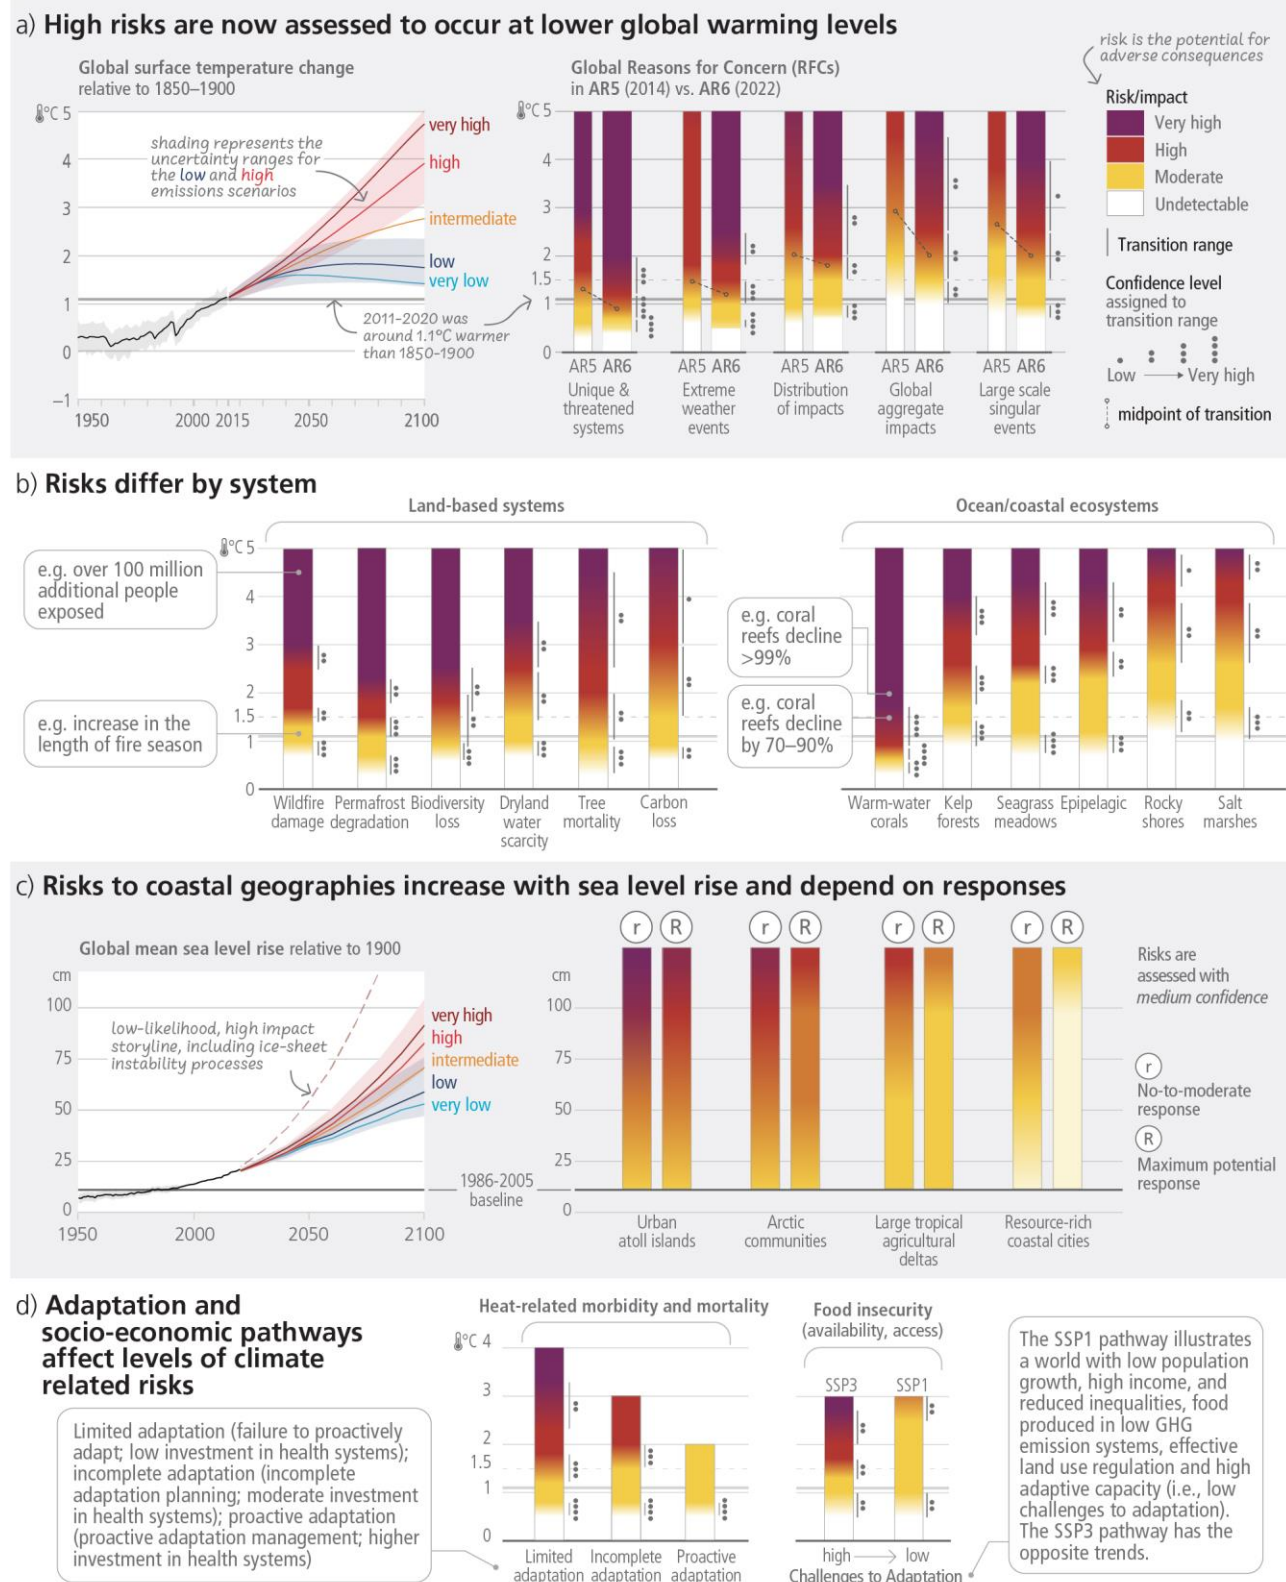 a) High risks are now assessed to occur at lower global warming levels
risk is the potential for
adverse consequences
Global surface temperature change
relative to 1850–1900
°C 5
4
3
2
1
0
–1
shading represents the
uncertainty ranges for
the low and high
emissions scenarios
very high
high
intermediate
low
very low
2011-2020 was
around 1.1°C warmer
than 1850-1900
1950
2000 2015
2050
2100
Global Reasons for Concern (RFCs)
in AR5 (2014) vs. AR6 (2022)
°C 5
4
3
2
1.5
1
0
AR5 AR6
Unique &
threatened
systems
AR5 AR6
Extreme
weather
events
AR5 AR6
Distribution
of impacts
AR5 AR6
Global
aggregate
impacts
AR5 AR6
Large scale
singular
events
Risk/impact
Very high
High
Moderate
Undetectable
Transition range
Confidence level
assigned to
transition range
Low
Very high
midpoint of transition
b) Risks differ by system
Land-based systems
°C 5
4
3
2
1.5
1
0
e.g. over 100 million
additional people
exposed
e.g. increase in the
length of fire season
Wildfire
damage
Permafrost
degradation
Biodiversity
loss
Dryland
water
scarcity
Tree
mortality
Carbon
loss
Ocean/coastal ecosystems
e.g. coral
reefs decline
>99%
e.g. coral
reefs decline
by 70–90%
Warm-water
corals
Kelp
forests
Seagrass
meadows
Epipelagic
Rocky
shores
Salt
marshes
c) Risks to coastal geographies increase with sea level rise and depend on responses
Global mean sea level rise relative to 1900
cm
100
75
50
25
0
low-likelihood, high impact
storyline, including ice-sheet
instability processes
very high
high
intermediate
low
very low
1986-2005
baseline
1950
2000
2050
2100
cm
100
75
50
25
0
r
R
r
R
r
R
r
R
Urban
atoll islands
Arctic
communities
Large tropical
agricultural
deltas
Resource-rich
coastal cities
Risks are
assessed with
medium confidence
r
No-to-moderate
response
R
Maximum potential
response
d) Adaptation and
socio-economic pathways
affect levels of climate
related risks
Limited adaptation (failure to proactively
adapt; low investment in health systems);
incomplete adaptation (incomplete
adaptation planning; moderate investment
in health systems); proactive adaptation
(proactive adaptation management; higher
investment in health systems)
Heat-related morbidity and mortality
°C 4
3
2
1.5
1
0
Limited
adaptation
Incomplete
adaptation
Proactive
adaptation
Food insecurity
(availability, access)
SSP3
SSP1
high
low
Challenges to Adaptation
The SSP1 pathway illustrates
a world with low population
growth, high income, and
reduced inequalities, food
produced in low GHG
emission systems, effective
land use regulation and high
adaptive capacity (i.e., low
challenges to adaptation).
The SSP3 pathway has the
opposite trends.